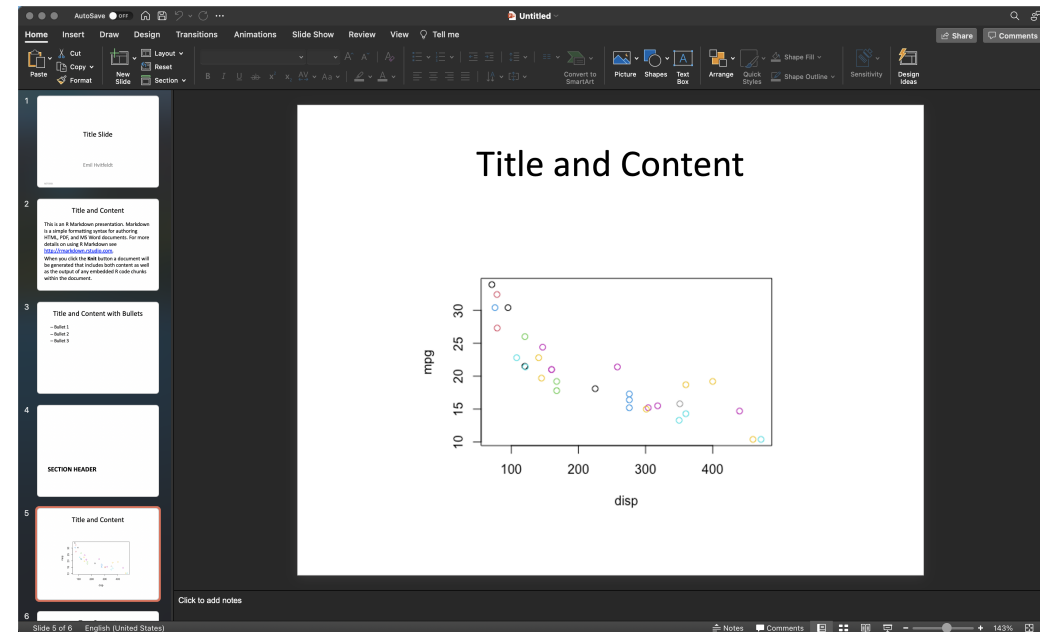 AutoSave OFF
Untitled
Home Insert Draw Design Transitions Animations Slide Show Review View Tell me
Share Comments
Paste
Cut
Copy
Format
New Slide
Layout
Reset
Section
B I U ab x² x₂ AV Aa A
Convert to SmartArt
Picture
Shapes
Text Box
Arrange
Quick Styles
Shape Fill
Shape Outline
Sensitivity
Design Ideas
1
Title Slide
Emil Hvitfeldt
2
Title and Content
This is an R Markdown presentation. Markdown
is a simple formatting syntax for authoring
HTML, PDF, and MS Word documents. For more
details on using R Markdown see
http://rmarkdown.rstudio.com.
When you click the Knit button a document will
be generated that includes both content as well
as the output of any embedded R code chunks
within the document.
3
Title and Content with Bullets
– Bullet 1
– Bullet 2
– Bullet 3
4
SECTION HEADER
5
Title and Content
6
Title and Content
mpg
30
25
20
15
10
100 200 300 400
disp
Click to add notes
Slide 5 of 6 English (United States)
Notes Comments 143%